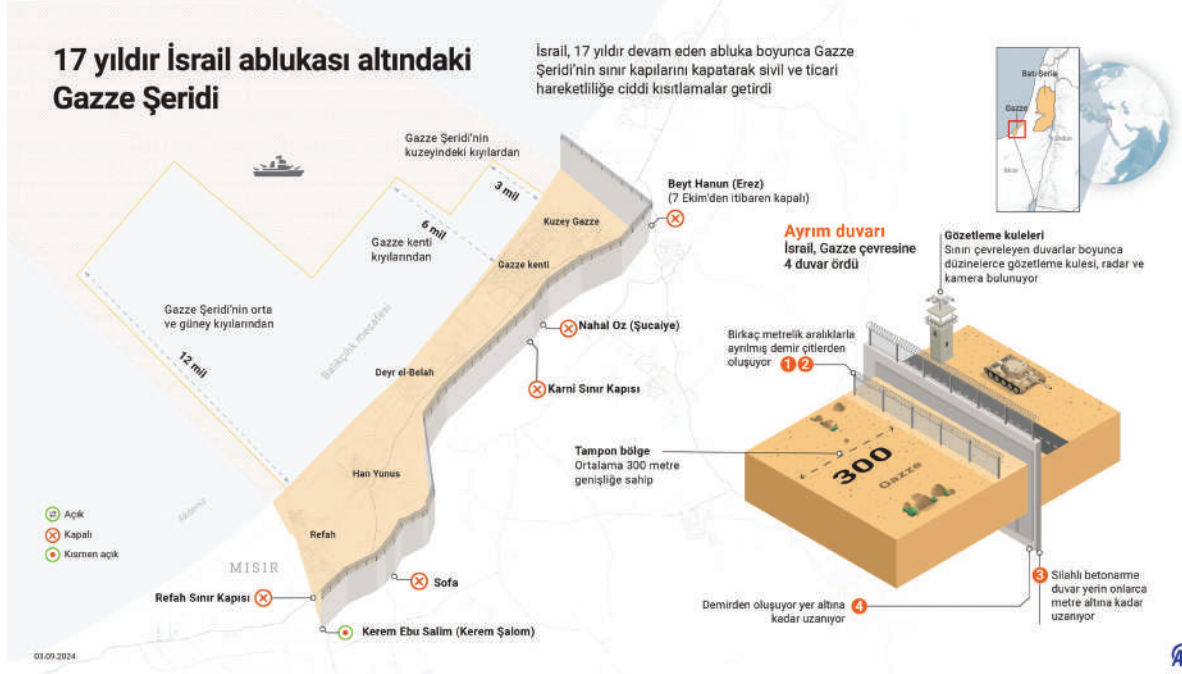 17 yıldır İsrail ablukası altındaki
Gazze Şeridi
İsrail, 17 yıldır devam eden abluka boyunca Gazze
Şeridi'nin sınır kapılarını kapatarak sivil ve ticari
hareketliliğe ciddi kısıtlamalar getirdi
Batı Şeria
Gazze
Ürdün
Mısır
Gazze Şeridi'nin
kuzeyindeki kıyılardan
3 mil
6 mil
Gazze kenti
kıyılarından
Gazze Şeridi'nin orta
ve güney kıyılarından
12 mil
Balıkçılık mesafesi
Akdeniz
Kuzey Gazze
Gazze kenti
Deyr el-Belah
Han Yunus
Refah
MISIR
Beyt Hanun (Erez)
(7 Ekim'den itibaren kapalı)
Nahal Oz (Şucaiye)
Karni Sınır Kapısı
Sofa
Refah Sınır Kapısı
Kerem Ebu Salim (Kerem Şalom)
Açık
Kapalı
Kısmen açık
Ayrım duvarı
İsrail, Gazze çevresine
4 duvar ördü
Gözetleme kuleleri
Sınırı çevreleyen duvarlar boyunca
düzinelerce gözetleme kulesi, radar ve
kamera bulunuyor
Birkaç metrelik aralıklarla
ayrılmış demir çitlerden
oluşuyor 1 2
Tampon bölge
Ortalama 300 metre
genişliğe sahip
300
Gazze
3 Silahlı betonarme
duvar yerin onlarca
metre altına kadar
uzanıyor
Demirden oluşuyor yer altına 4
kadar uzanıyor
03.09.2024